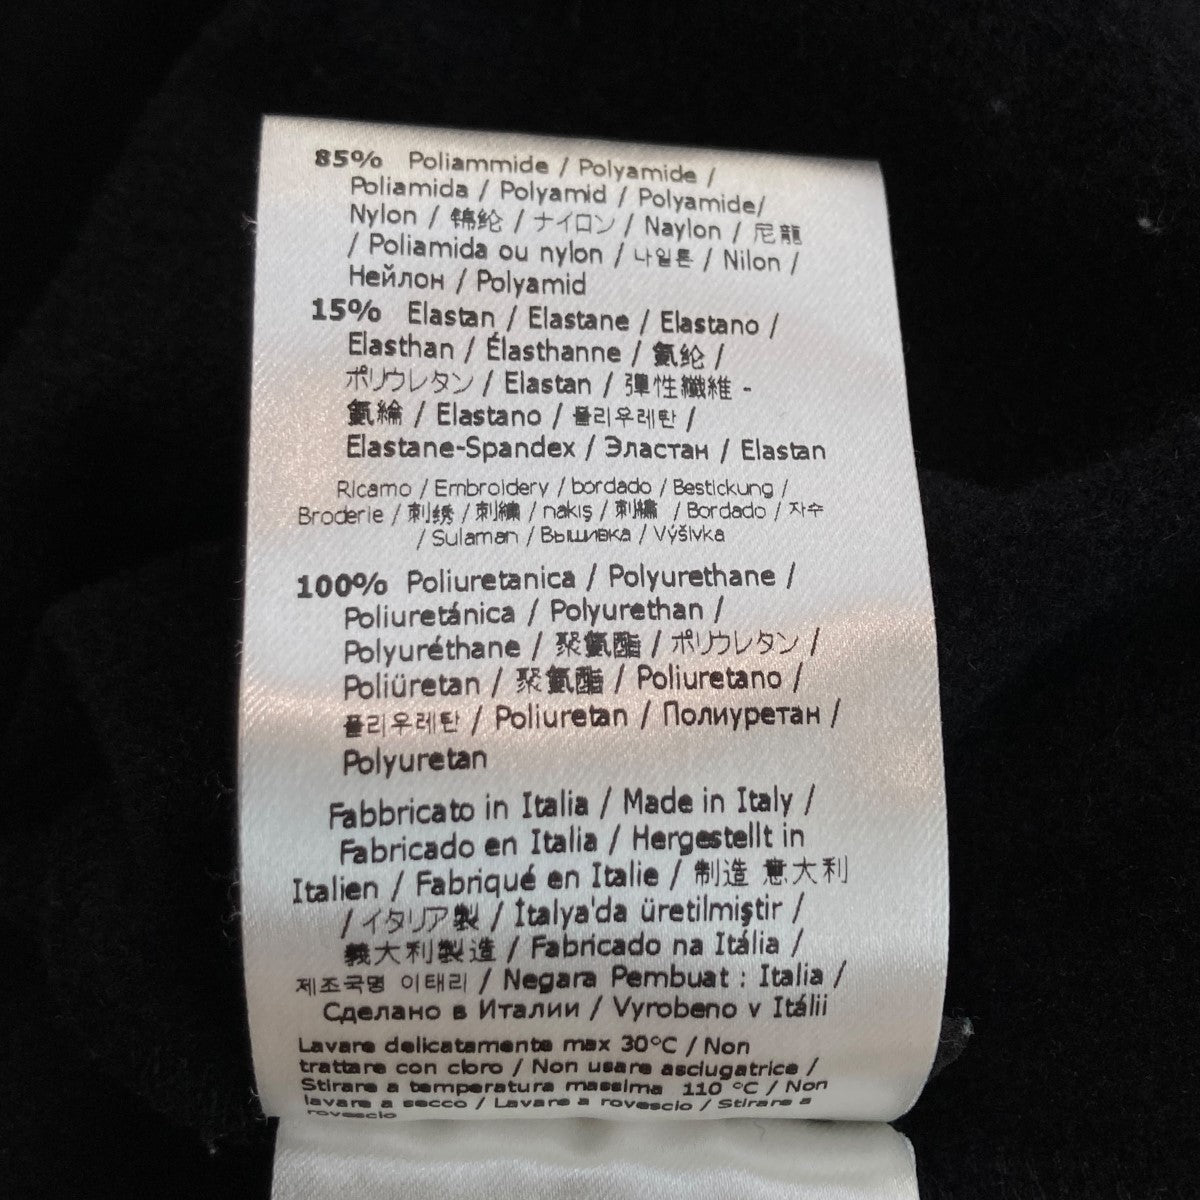 85% Poliammide / Polyamide /
Poliamida / Polyamid / Polyamide/
Nylon / 锦纶 / ナイロン / Naylon / 尼龍
/ Poliamida ou nylon / 나일론 / Nilon /
Нейлон / Polyamid
15% Elastan / Elastane / Elastano /
Elasthan / Élasthanne / 氨纶 /
ポリウレタン / Elastan / 彈性纖維 -
氨綸 / Elastano / 폴리우레탄 /
Elastane-Spandex / Эластан / Elastan
Ricamo / Embroidery / bordado / Bestickung /
Broderie / 刺绣 / 刺繍 / nakış / 刺繡 / Bordado / 자수
/ Sulaman / Вышивка / Výšivka
100% Poliuretanica / Polyurethane /
Poliuretánica / Polyurethan /
Polyuréthane / 聚氨酯 / ポリウレタン /
Poliüretan / 聚氨酯 / Poliuretano /
폴리우레탄 / Poliuretan / Полиуретан /
Polyuretan
Fabbricato in Italia / Made in Italy /
Fabricado en Italia / Hergestellt in
Italien / Fabriqué en Italie / 制造 意大利
/ イタリア製 / İtalya'da üretilmiştir /
義大利製造 / Fabricado na Itália /
제조국명 이태리 / Negara Pembuat : Italia /
Сделано в Италии / Vyrobeno v Itálii
Lavare delicatamente max 30°C / Non
trattare con cloro / Non usare asciugatrice /
Stirare a temperatura massima 110 °C / Non
lavare a secco / Lavare a rovescio / Stirare a
rovescio